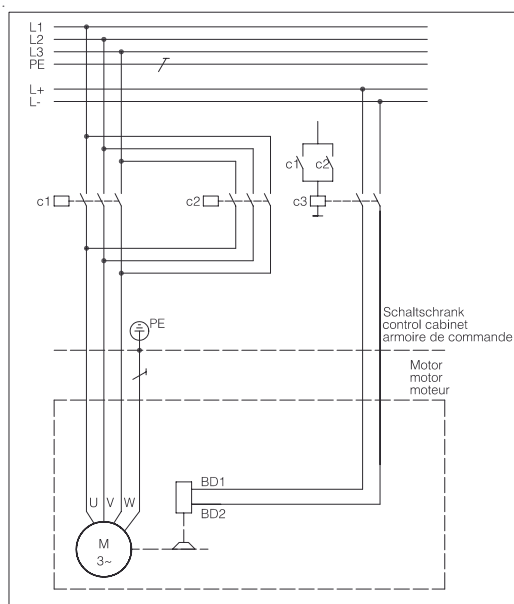 L1
L2
L3
PE
L+
L-
c1 c2
c1 c2 c3
PE
Schaltschrank
control cabinet
armoire de commande
Motor
motor
moteur
BD1
U V W
BD2
M
3~